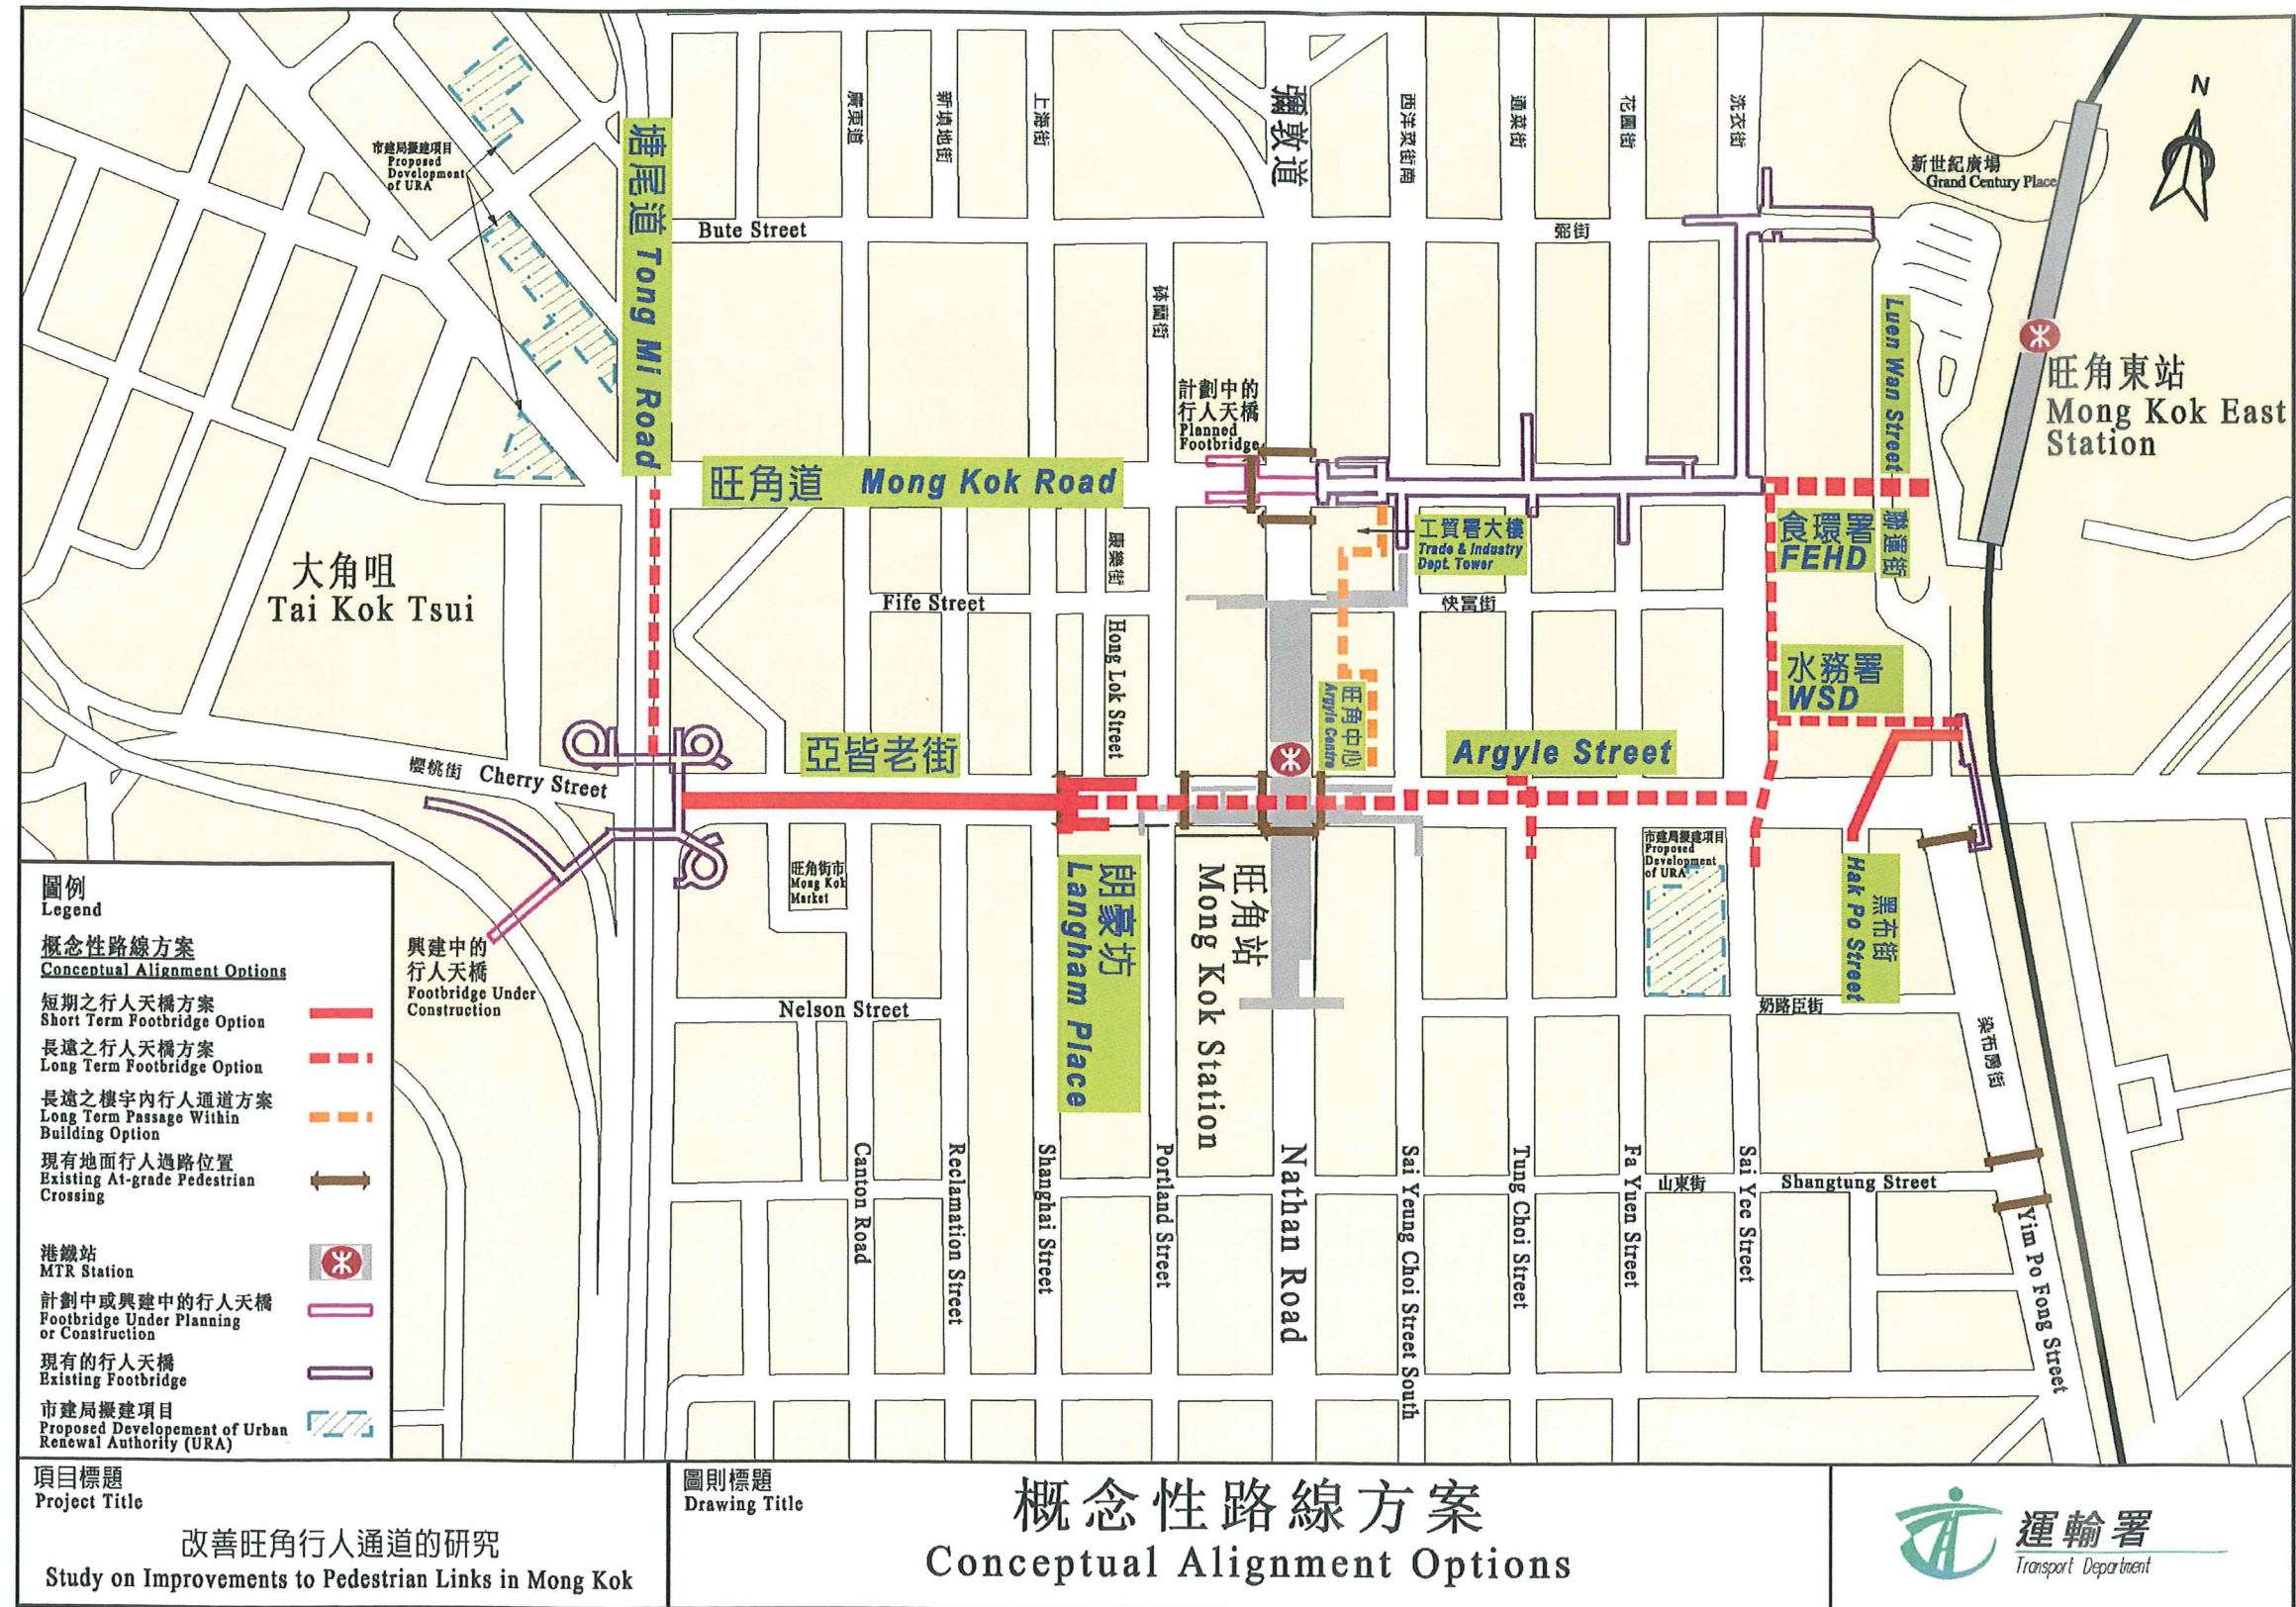 市建局擬建項目
Proposed
Development
of URA
塘尾道 Tong Mi Road
廣東道
新填地街
上海街
彌敦道
西洋菜街南
通菜街
花園街
洗衣街
新世紀廣場
Grand Century Place
N
Bute Street
弼街
砵蘭街
Luen Wan Street
聯運街
旺角東站
Mong Kok East
Station
計劃中的
行人天橋
Planned
Footbridge
旺角道 Mong Kok Road
工貿署大樓
Trade & Industry
Dept. Tower
食環署
FEHD
大角咀
Tai Kok Tsui
康樂街
Hong Lok Street
Fife Street
快富街
水務署
WSD
旺角中心
Argyle Centre
亞皆老街
Argyle Street
櫻桃街 Cherry Street
旺角街市
Mong Kok
Market
朗豪坊
Langham Place
旺角站
Mong Kok Station
市建局擬建項目
Proposed
Development
of URA
黑布街
Hak Po Street
興建中的
行人天橋
Footbridge Under
Construction
Nelson Street
奶路臣街
染布房街
Canton Road
Reclamation Street
Shanghai Street
Portland Street
Nathan Road
Sai Yeung Choi Street South
Tung Choi Street
Fa Yuen Street
山東街
Sai Yee Street
Shangtung Street
Yim Po Fong Street
圖例
Legend
概念性路線方案
Conceptual Alignment Options
短期之行人天橋方案
Short Term Footbridge Option
長遠之行人天橋方案
Long Term Footbridge Option
長遠之樓宇內行人通道方案
Long Term Passage Within
Building Option
現有地面行人過路位置
Existing At-grade Pedestrian
Crossing
港鐵站
MTR Station
計劃中或興建中的行人天橋
Footbridge Under Planning
or Construction
現有的行人天橋
Existing Footbridge
市建局擬建項目
Proposed Developement of Urban
Renewal Authority (URA)
項目標題
Project Title
改善旺角行人通道的研究
Study on Improvements to Pedestrian Links in Mong Kok
圖則標題
Drawing Title
概念性路線方案
Conceptual Alignment Options
運輸署
Transport Department